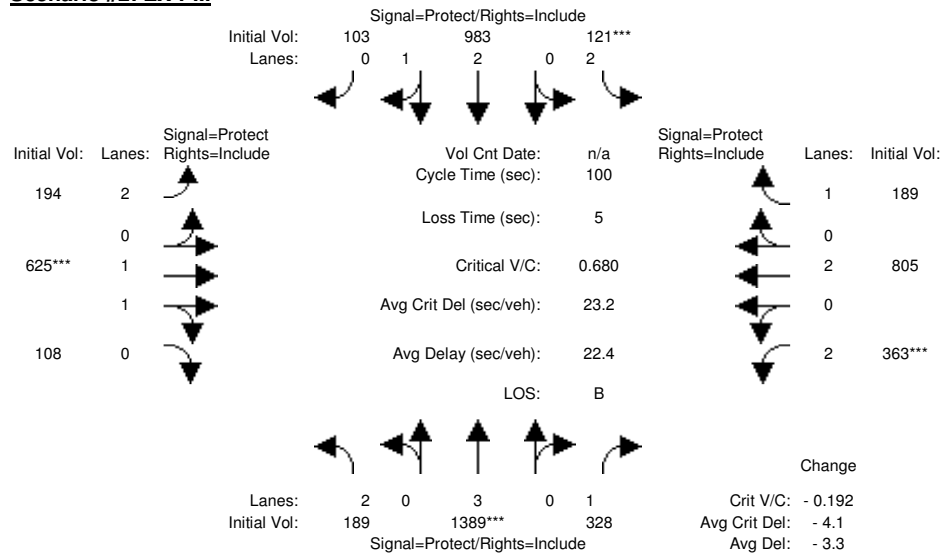 Signal=Protect/Rights=Include
Initial Vol: 103 983 121***
Lanes: 0 1 2 0 2
Signal=Protect
Initial Vol: Lanes: Rights=Include
194 2
0
625*** 1
1
108 0
Vol Cnt Date: n/a
Cycle Time (sec): 100
Loss Time (sec): 5
Critical V/C: 0.680
Avg Crit Del (sec/veh): 23.2
Avg Delay (sec/veh): 22.4
LOS: B
Signal=Protect
Rights=Include Lanes: Initial Vol:
1 189
0
2 805
0
2 363***
Lanes: 2 0 3 0 1
Initial Vol: 189 1389*** 328
Signal=Protect/Rights=Include
Change
Crit V/C: - 0.192
Avg Crit Del: - 4.1
Avg Del: - 3.3